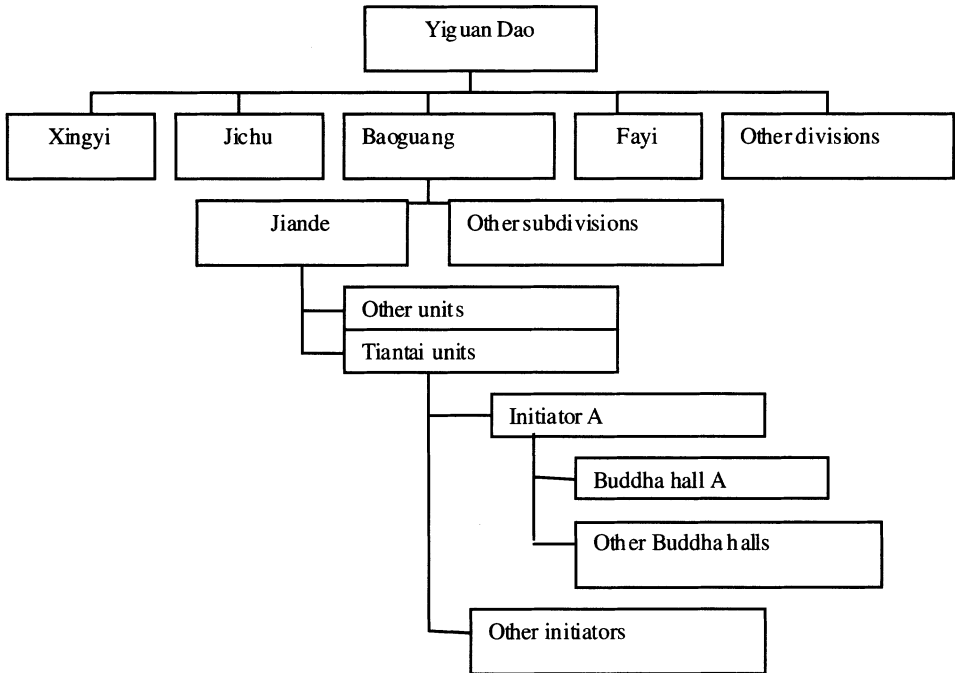 Yiguan Dao
Xingyi
Jichu
Baoguang
Fayi
Other divisions
Jiande
Other subdivisions
Other units
Tiantai units
Initiator A
Buddha hall A
Other Buddha halls
Other initiators